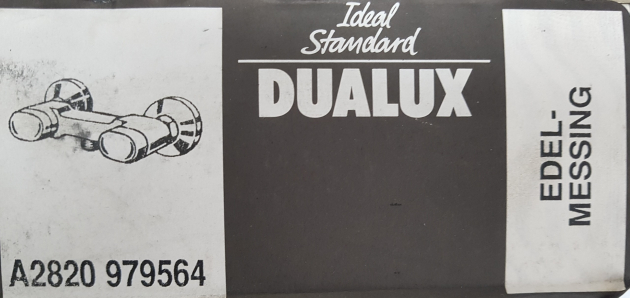 Ideal
Standard
DUALUX
EDEL-
MESSING
A2820 979564